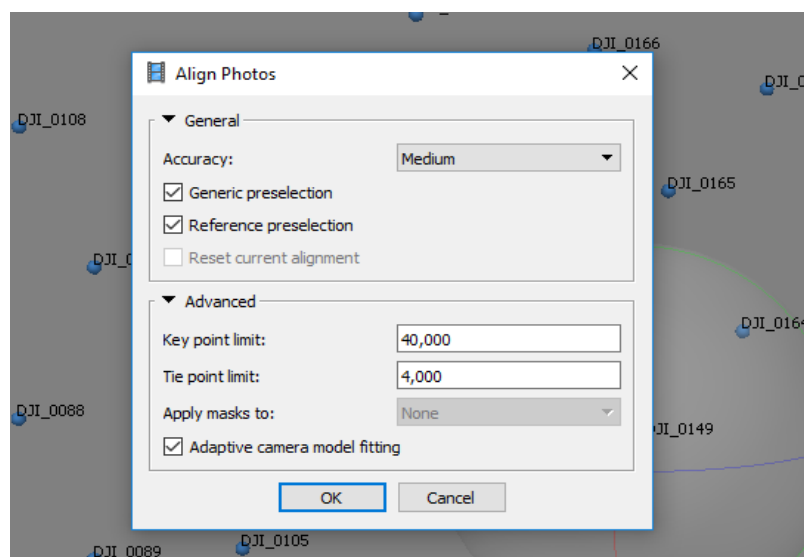 DJI_0166
DJI_0108
DJI_0165
DJI_0164
DJI_0088
DJI_0149
DJI_0089
DJI_0105
Align Photos
General
Accuracy: Medium
Generic preselection
Reference preselection
Reset current alignment
Advanced
Key point limit: 40,000
Tie point limit: 4,000
Apply masks to: None
Adaptive camera model fitting
OK Cancel